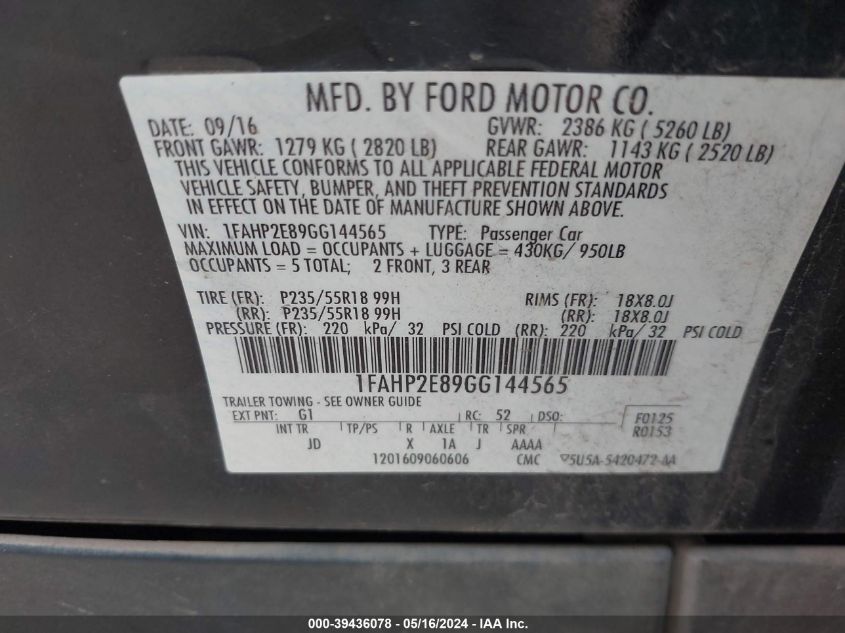 MFD. BY FORD MOTOR CO.
DATE: 09/16 GVWR: 2386 KG ( 5260 LB)
FRONT GAWR: 1279 KG ( 2820 LB) REAR GAWR: 1143 KG ( 2520 LB)
THIS VEHICLE CONFORMS TO ALL APPLICABLE FEDERAL MOTOR
VEHICLE SAFETY, BUMPER, AND THEFT PREVENTION STANDARDS
IN EFFECT ON THE DATE OF MANUFACTURE SHOWN ABOVE.
VIN: 1FAHP2E89GG144565 TYPE: Passenger Car
MAXIMUM LOAD = OCCUPANTS + LUGGAGE = 430KG/ 950LB
OCCUPANTS = 5 TOTAL; 2 FRONT, 3 REAR
TIRE (FR): P235/55R18 99H RIMS (FR): 18X8.0J
(RR): P235/55R18 99H (RR): 18X8.0J
PRESSURE (FR): 220 kPa/ 32 PSI COLD (RR): 220 kPa/ 32 PSI COLD
1FAHP2E89GG144565
TRAILER TOWING - SEE OWNER GUIDE
EXT PNT: G1 RC: 52 DSO: F0125
INT TR TP/PS R AXLE TR SPR R0153
JD X 1A J AAAA
1201609060606 CMC 5U5A-5420472-AA
000-39436078 - 05/16/2024 - IAA Inc.